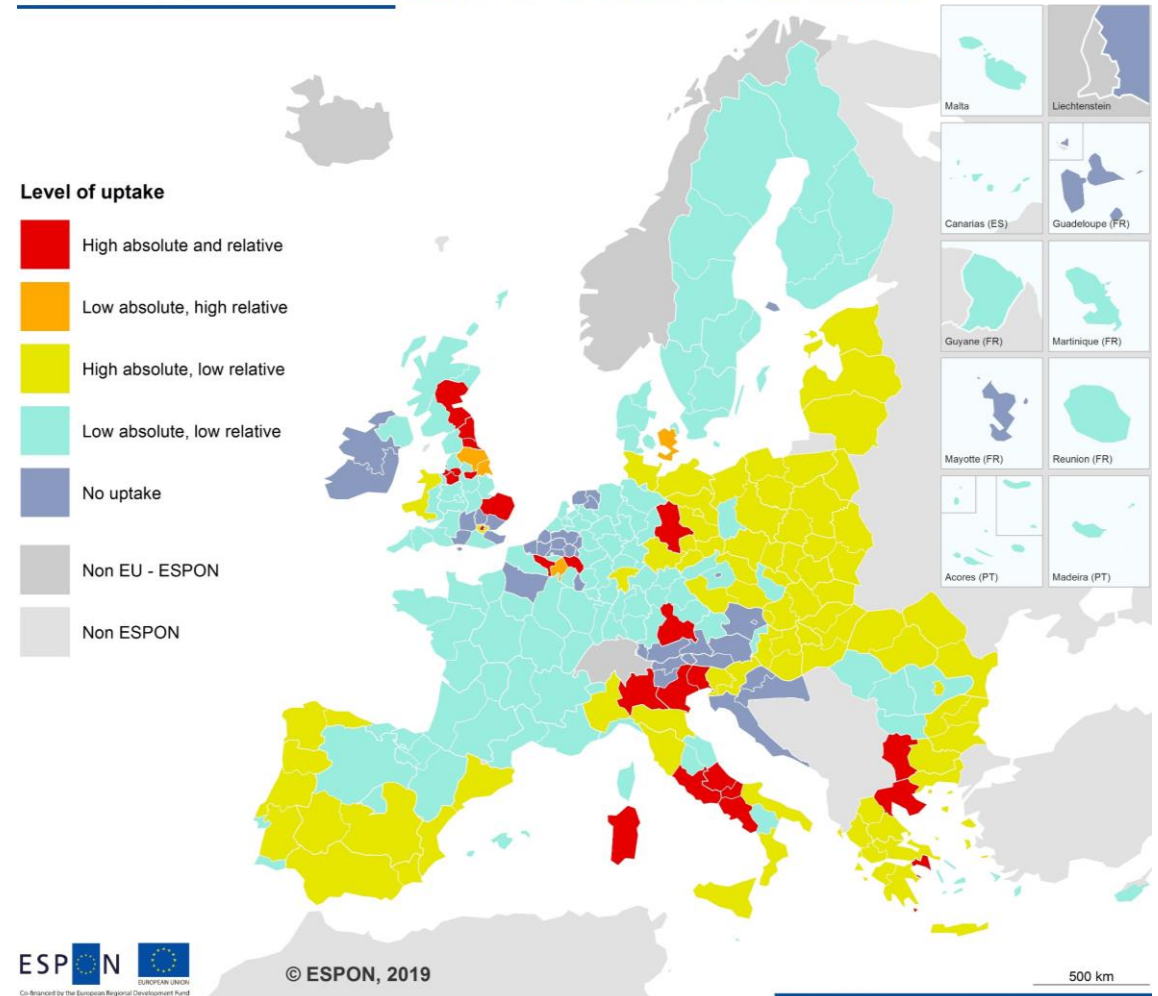 Level of uptake
High absolute and relative
Low absolute, high relative
High absolute, low relative
Low absolute, low relative
No uptake
Non EU - ESPON
Non ESPON
Malta
Liechtenstein
Canarias (ES)
Guadeloupe (FR)
Guyane (FR)
Martinique (FR)
Mayotte (FR)
Reunion (FR)
Acores (PT)
Madeira (PT)
ESPON
EUROPEAN UNION
Co-financed by the European Regional Development Fund
© ESPON, 2019
500 km